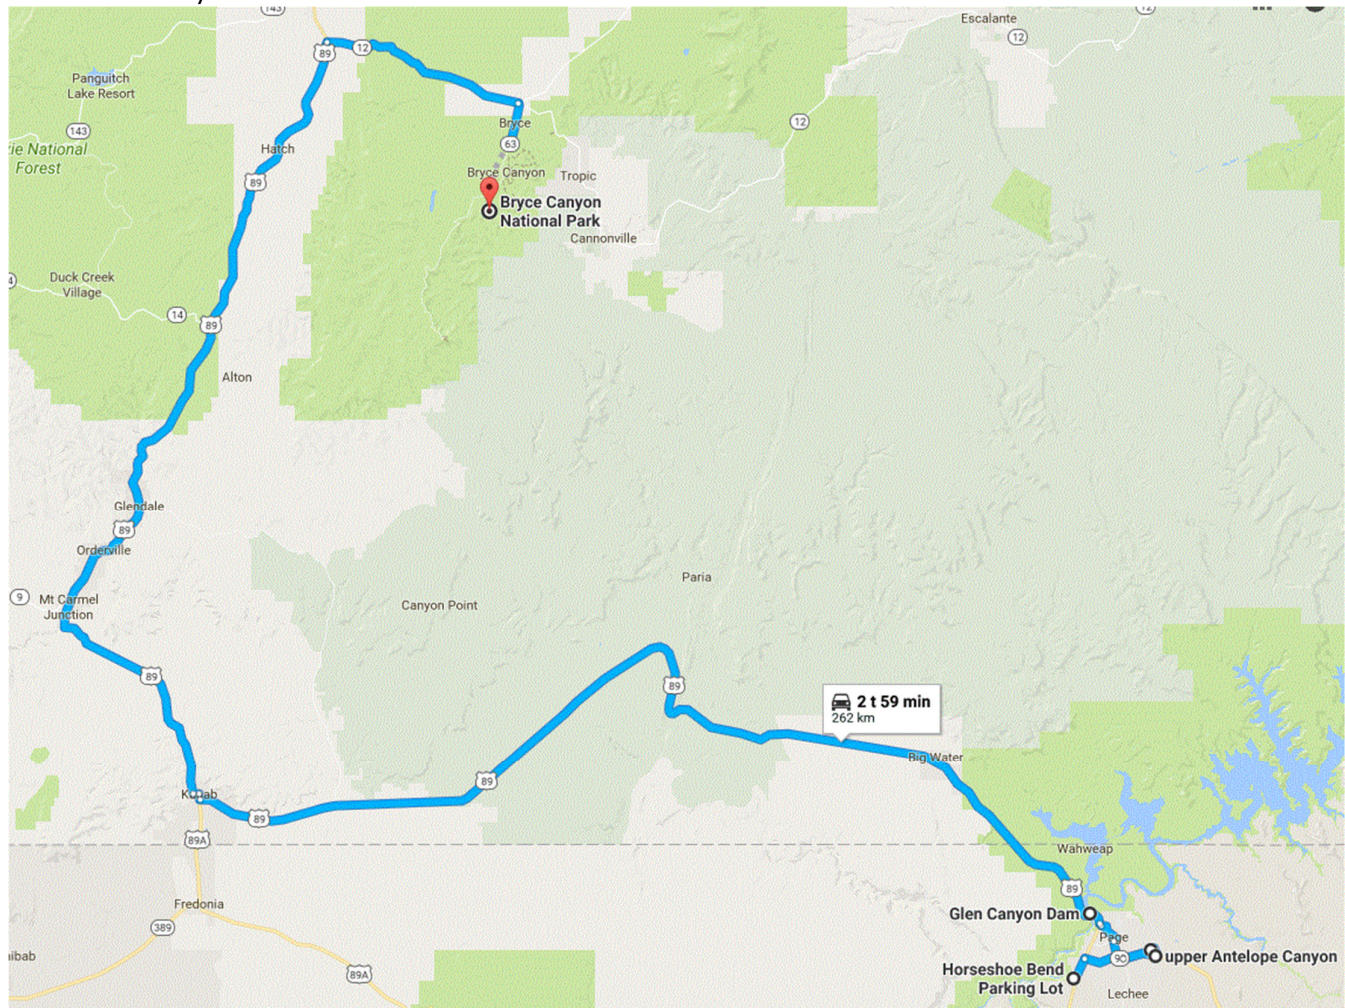 143
12
Escalante
12
89
12
Panguitch
Lake Resort
12
Bryce
143
63
Hatch
National
Forest
89
Bryce Canyon
Tropic
Bryce Canyon
National Park
Cannonville
Duck Creek
Village
14
89
Alton
Glendale
89
Orderville
Paria
9
Mt Carmel
Junction
Canyon Point
89
89
2 t 59 min
262 km
Big Water
89
89
89A
Wahweap
89
Fredonia
Glen Canyon Dam
389
Page
upper Antelope Canyon
Horseshoe Bend
Parking Lot
89A
Lechee